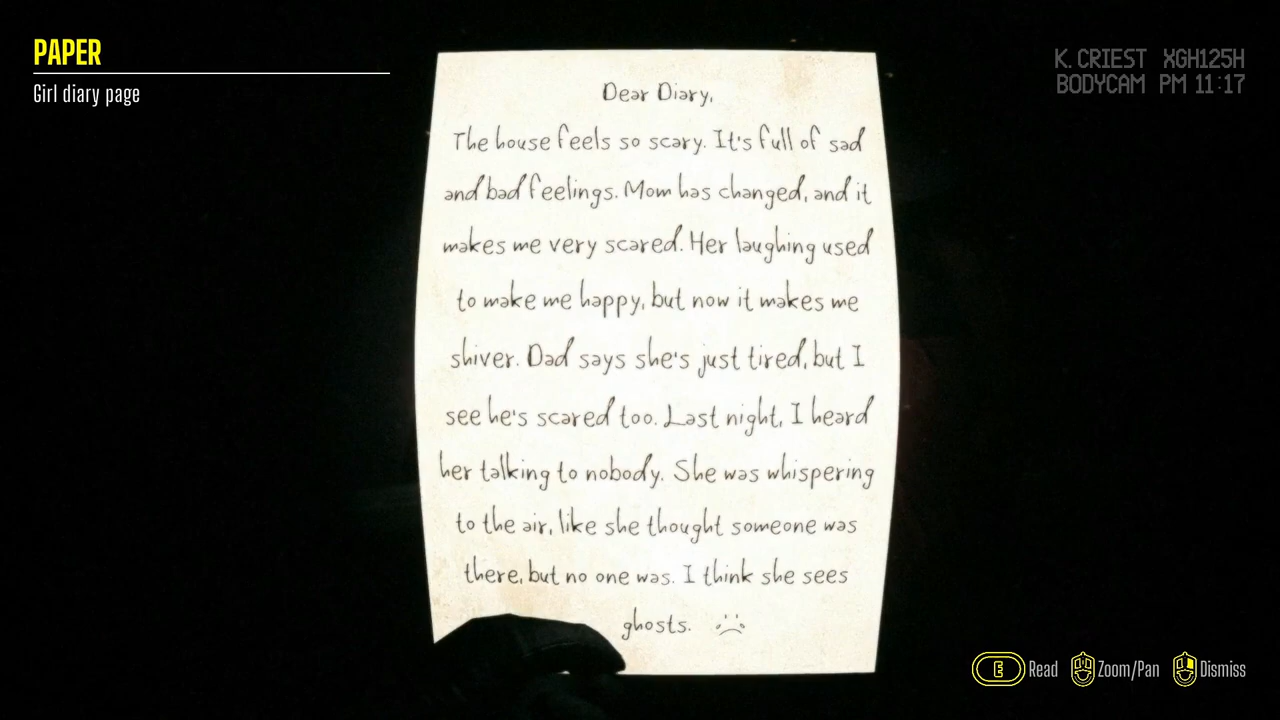 PAPER
Girl diary page
K. CRIEST XGH125H
BODYCAM PM 11:17
Dear Diary,
The house feels so scary. It's full of sad
and bad feelings. Mom has changed, and it
makes me very scared. Her laughing used
to make me happy, but now it makes me
shiver. Dad says she's just tired, but I
see he's scared too. Last night, I heard
her talking to nobody. She was whispering
to the air, like she thought someone was
there, but no one was. I think she sees
ghosts.
E Read Zoom/Pan Dismiss